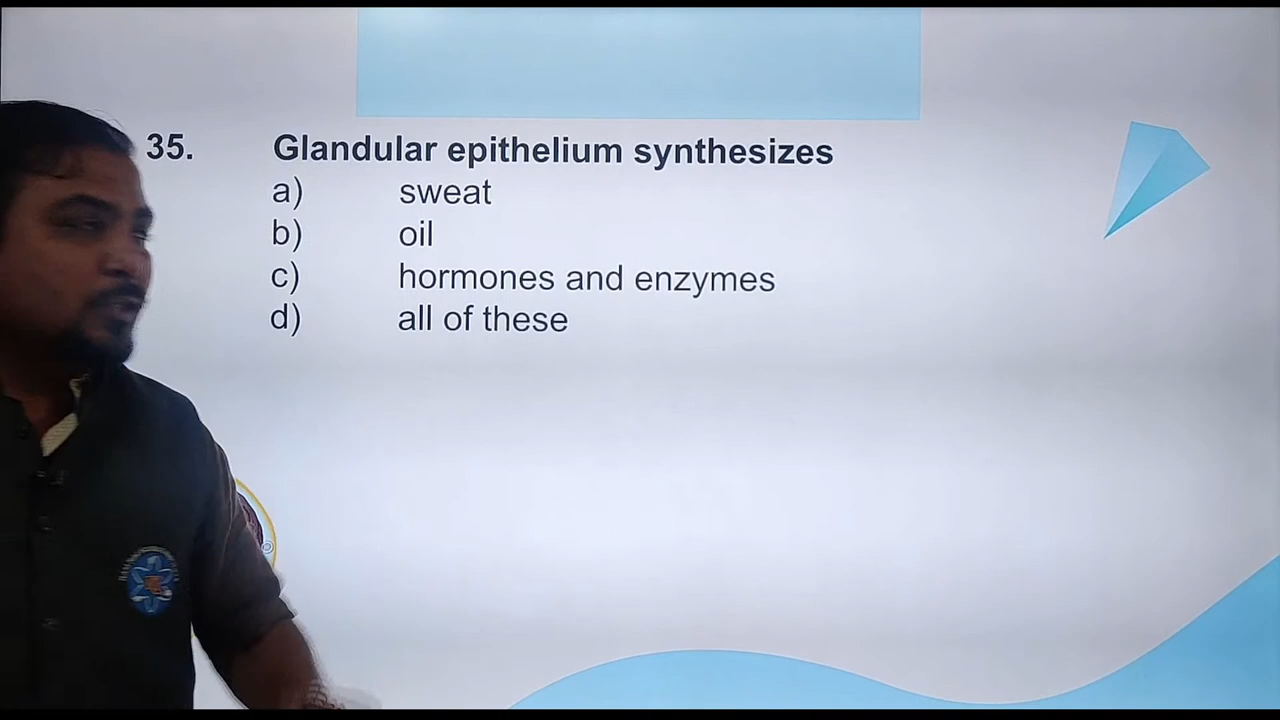 35. Glandular epithelium synthesizes
a) sweat
b) oil
c) hormones and enzymes
d) all of these